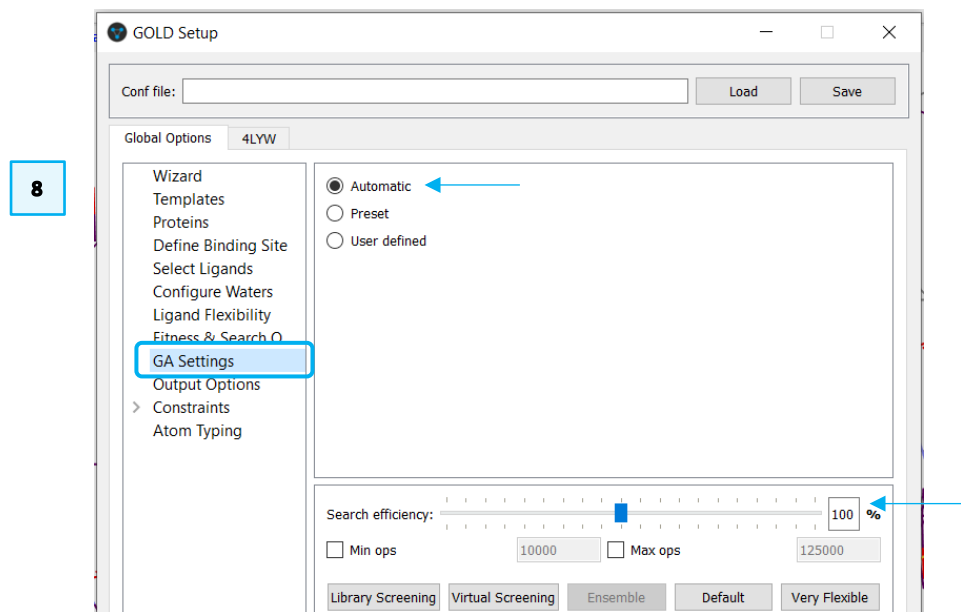 GOLD Setup
Conf file:
Load
Save
Global Options
4LYW
8
Wizard
Templates
Proteins
Define Binding Site
Select Ligands
Configure Waters
Ligand Flexibility
Fitness & Search O
GA Settings
Output Options
Constraints
Atom Typing
Automatic
Preset
User defined
Search efficiency:
100 %
Min ops
10000
Max ops
125000
Library Screening
Virtual Screening
Ensemble
Default
Very Flexible